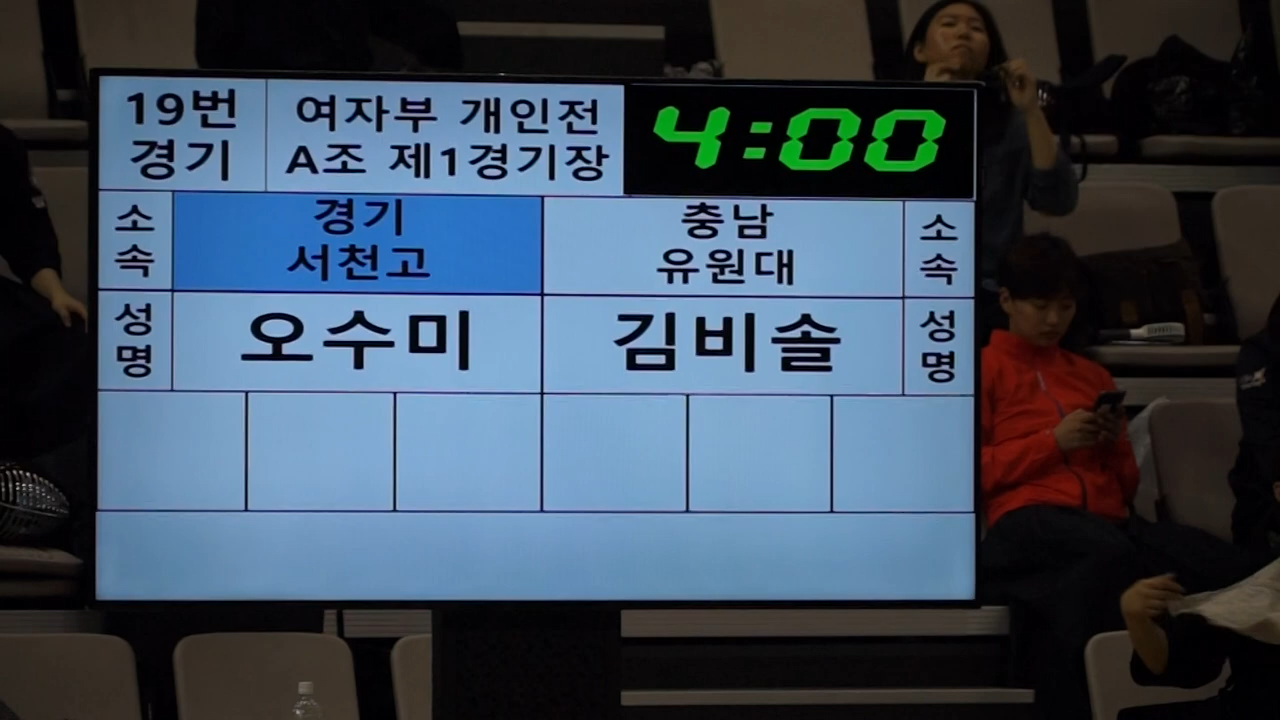 19번
경기
여자부 개인전
A조 제1경기장
4:00
소
속
경기
서천고
충남
유원대
소
속
성
명
오수미
김비솔
성
명